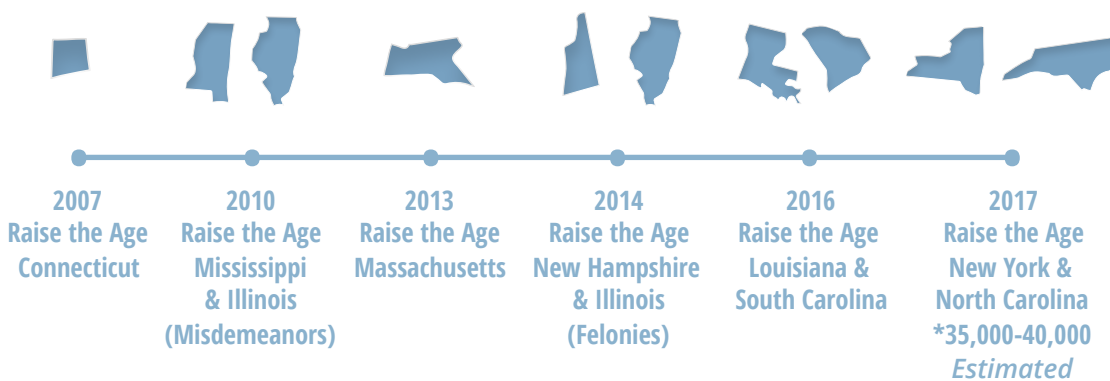 2007
Raise the Age
Connecticut
2010
Raise the Age
Mississippi
& Illinois
(Misdemeanors)
2013
Raise the Age
Massachusetts
2014
Raise the Age
New Hampshire
& Illinois
(Felonies)
2016
Raise the Age
Louisiana &
South Carolina
2017
Raise the Age
New York &
North Carolina
*35,000-40,000
Estimated